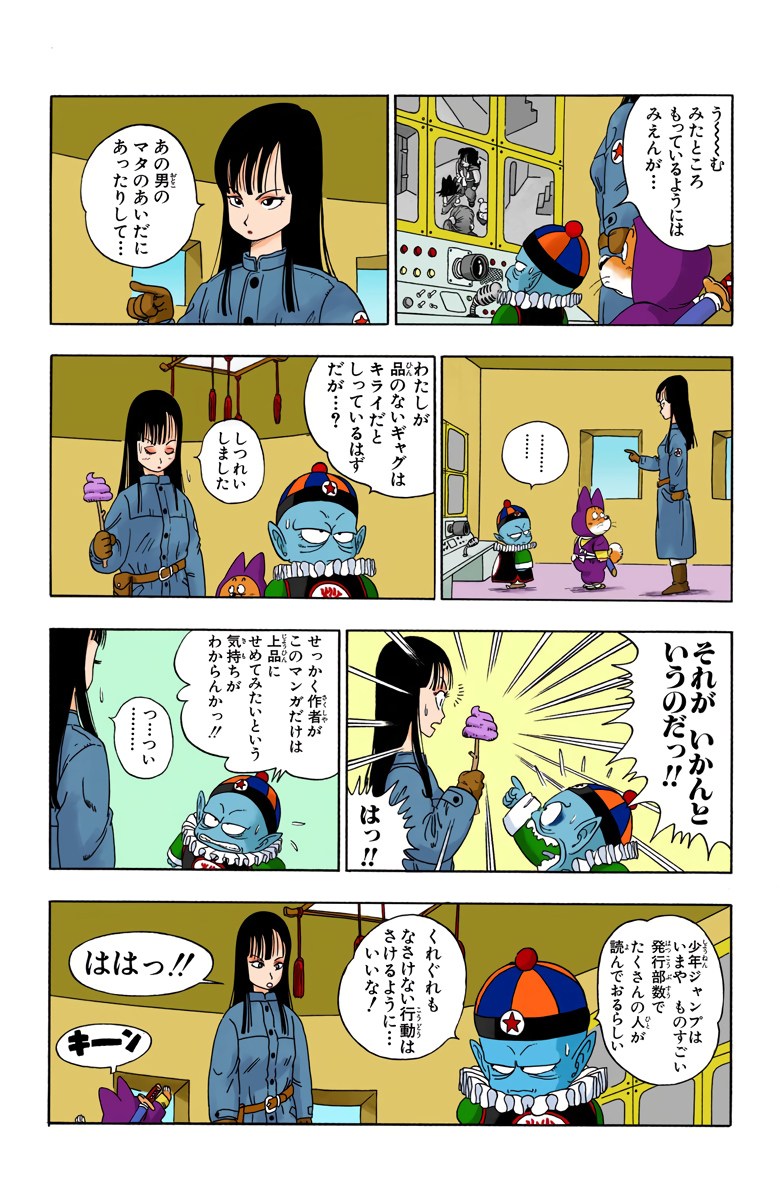 う〜〜〜む
みたところ
もっているようには
みえんが…
あの男の
マタのあいだに
あったりして…
………
………
わたしが
品のないギャグは
キライだと
しっているはず
だが…？
しつれい
しました
それが いかんと
いうのだっ!!
はっ!!
せっかく作者が
このマンガだけは
上品に
せめてみたいという
気持ちが
わからんかっ!!
つ…つい
………
少年ジャンプは
いまや ものすごい
発行部数で
たくさんの人が
読んでおるらしい
くれぐれも
なさけない行動は
さけるように…
いいな！
ははっ!!
キーン